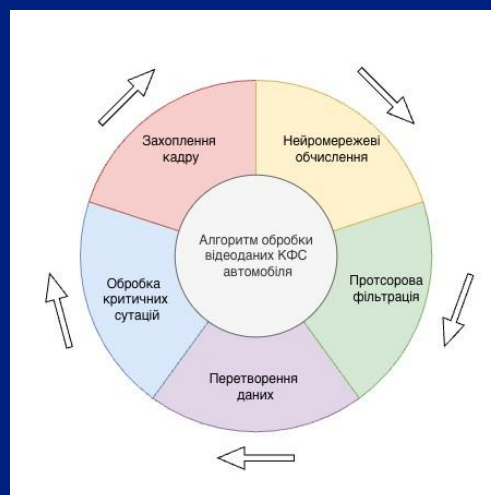 Захоплення
кадру
Нейромережеві
обчислення
Алгоритм обробки
відеоданих КФС
автомобіля
Протсорова
фільтрація
Обробка
критичних
сутацій
Перетворення
даних